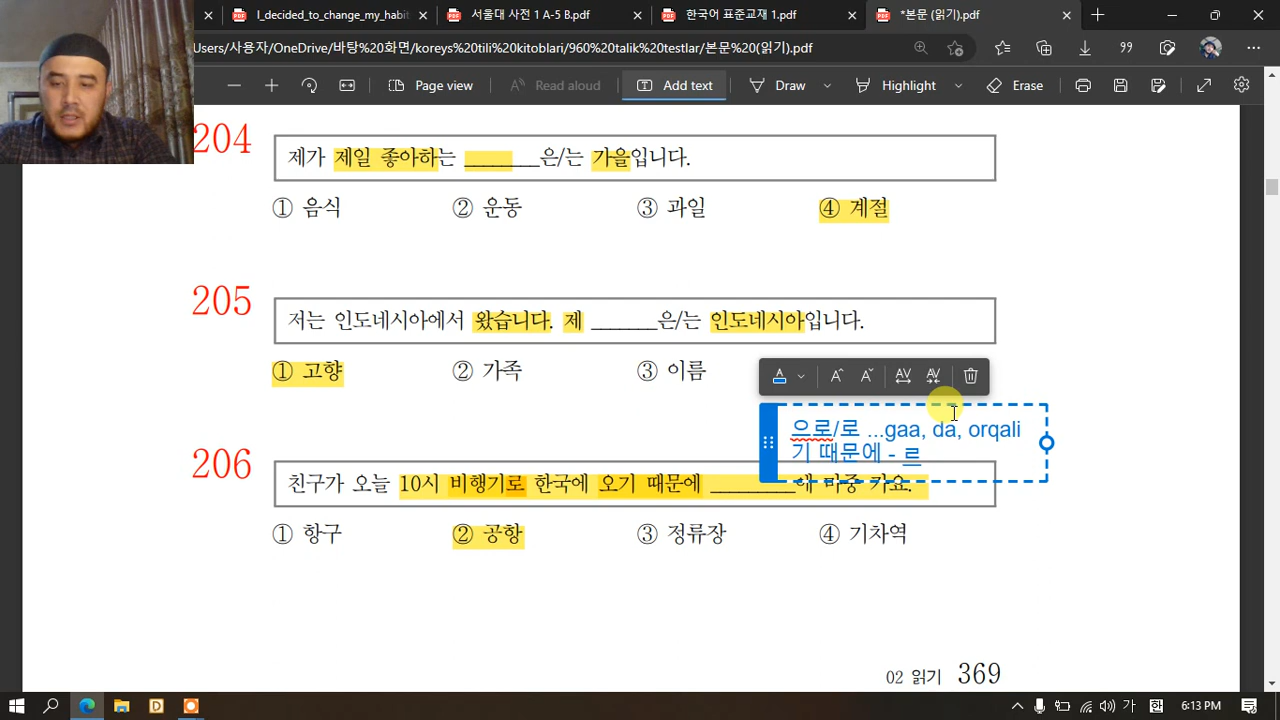 I_decided_to_change_my_habi
서울대 사전 1 A-5 B.pdf
한국어 표준교재 1.pdf
*본문 (읽기).pdf
Users/사용자/OneDrive/바탕%20화면/koreys%20tili%20kitoblari/960%20talik%20testlar/본문%20(읽기).pdf
Page view
Read aloud
Add text
Draw
Highlight
Erase
204
제가 제일 좋아하는 ________은/는 가을입니다.
① 음식 ② 운동 ③ 과일 ④ 계절
205
저는 인도네시아에서 왔습니다. 제 _______은/는 인도네시아입니다.
① 고향 ② 가족 ③ 이름
으로/로 ...gaa, da, orqali
기 때문에 - 르
206
친구가 오늘 10시 비행기로 한국에 오기 때문에 _________에 마중 가요.
① 항구 ② 공항 ③ 정류장 ④ 기차역
02 읽기 369
가
한
6:13 PM